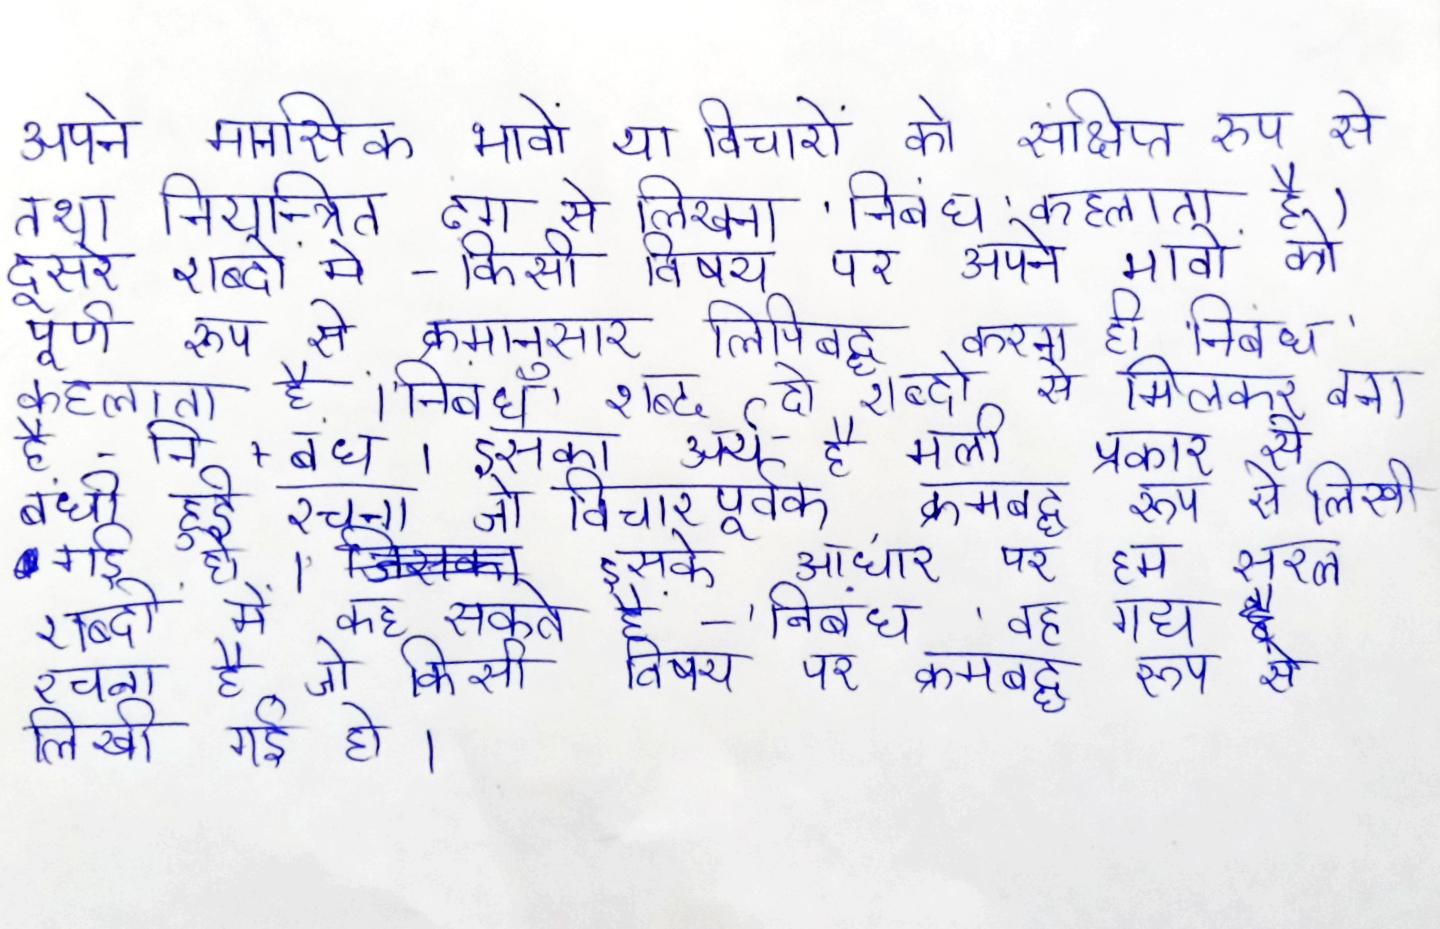 अपने मानसिक भावों या विचारों को संक्षिप्त रुप से
तथा नियन्त्रित ढंग से लिखना 'निबंध' कहलाता है।
दूसरे शब्दों मे - किसी विषय पर अपने भावों को
पूर्ण रूप से क्रमानुसार लिपिबद्ध करना ही 'निबंध'
कहलाता है । 'निबंध' शब्द दो शब्दों से मिलकर बना
है - नि + बंध । इसका अर्थ है भली प्रकार से
बंधी हुई रचना जो विचारपूर्वक क्रमबद्ध रूप से लिखी
गई हो । इसके आधार पर हम सरल
शब्दों में कह सकते है - 'निबंध' वह गद्य
रचना है जो किसी विषय पर क्रमबद्ध रूप से
लिखी गई हो ।